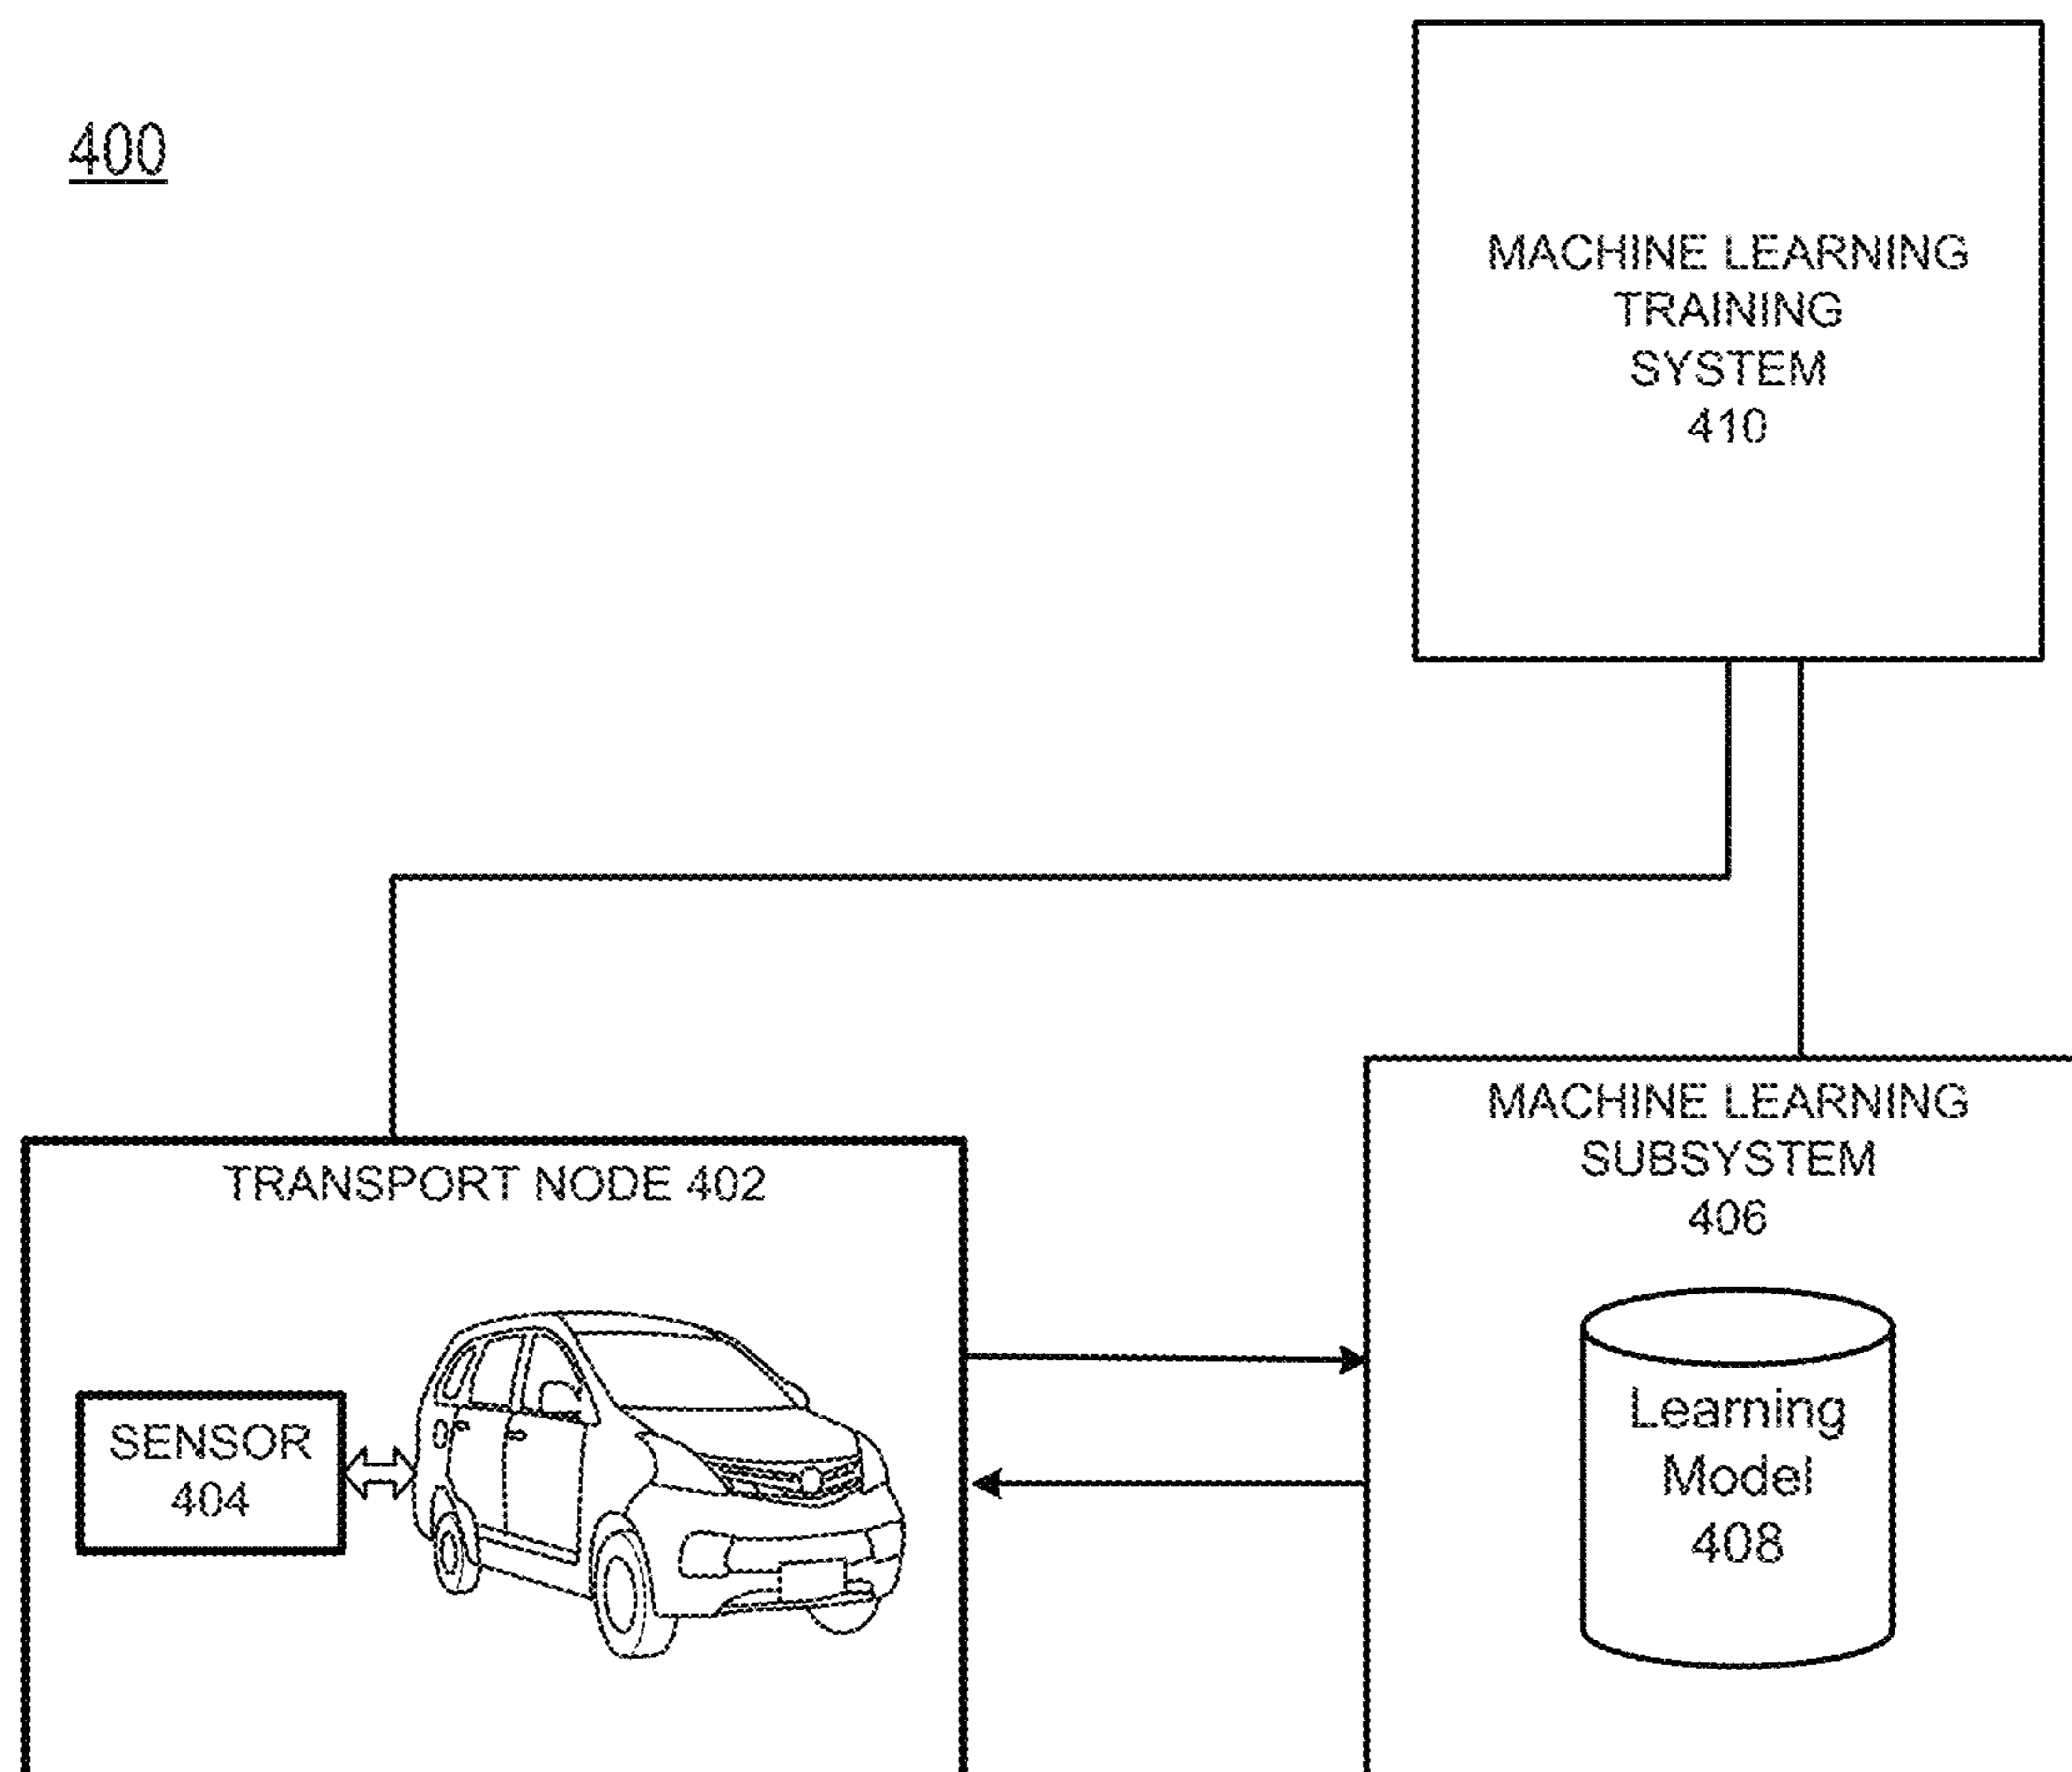 400
MACHINE LEARNING
TRAINING
SYSTEM
410
TRANSPORT NODE 402
SENSOR
404
MACHINE LEARNING
SUBSYSTEM
406
Learning
Model
408